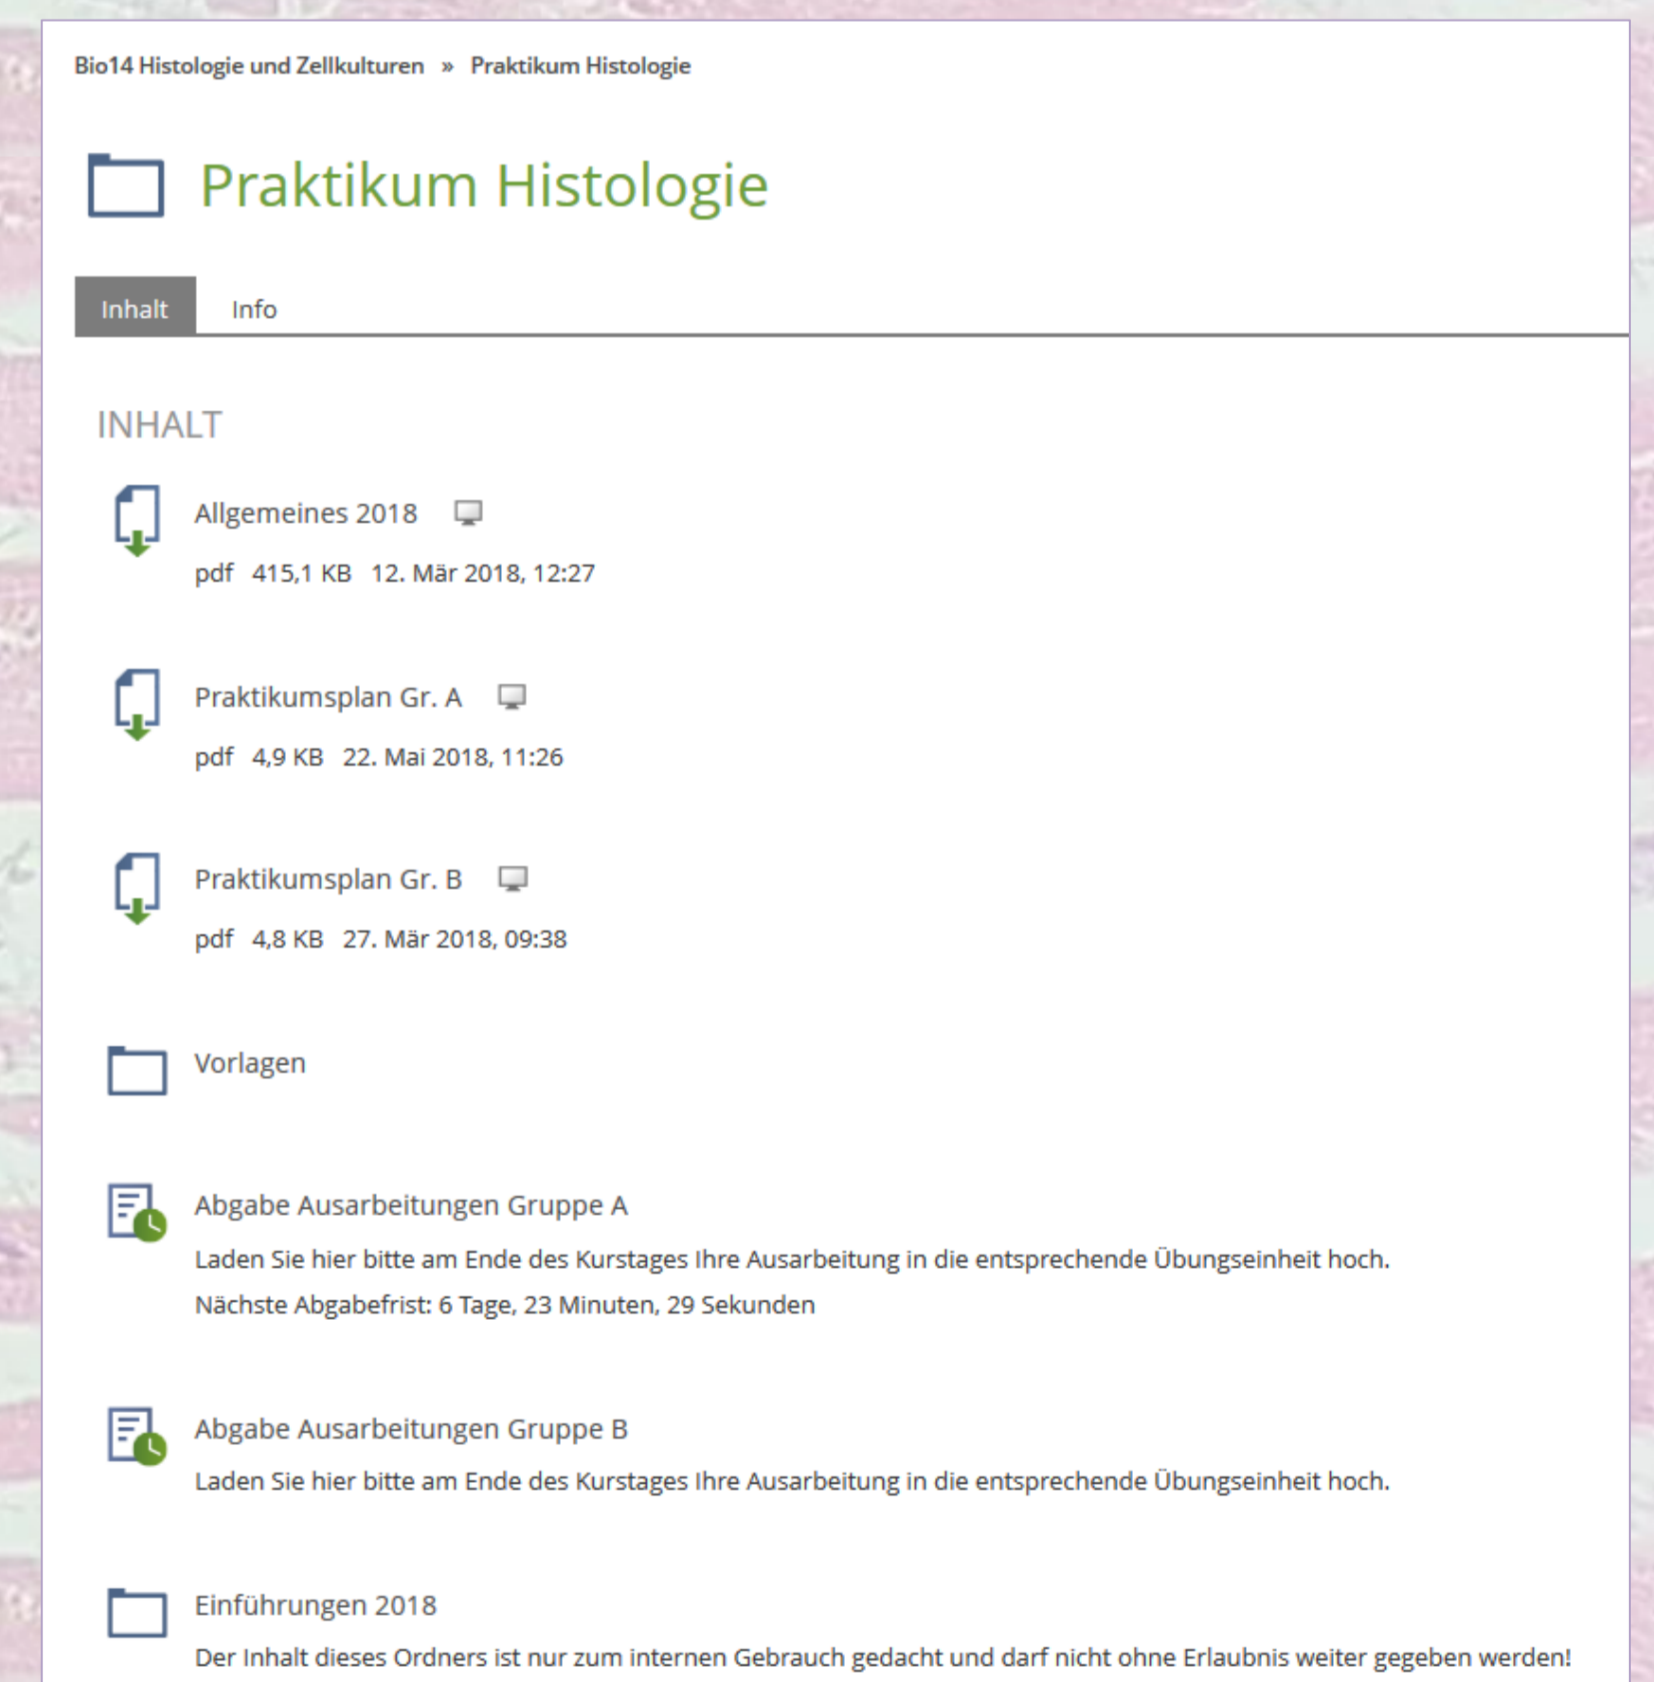 Bio14 Histologie und Zellkulturen » Praktikum Histologie
Praktikum Histologie
Inhalt Info
INHALT
Allgemeines 2018
pdf 415,1 KB 12. Mär 2018, 12:27
Praktikumsplan Gr. A
pdf 4,9 KB 22. Mai 2018, 11:26
Praktikumsplan Gr. B
pdf 4,8 KB 27. Mär 2018, 09:38
Vorlagen
Abgabe Ausarbeitungen Gruppe A
Laden Sie hier bitte am Ende des Kurstages Ihre Ausarbeitung in die entsprechende Übungseinheit hoch.
Nächste Abgabefrist: 6 Tage, 23 Minuten, 29 Sekunden
Abgabe Ausarbeitungen Gruppe B
Laden Sie hier bitte am Ende des Kurstages Ihre Ausarbeitung in die entsprechende Übungseinheit hoch.
Einführungen 2018
Der Inhalt dieses Ordners ist nur zum internen Gebrauch gedacht und darf nicht ohne Erlaubnis weiter gegeben werden!